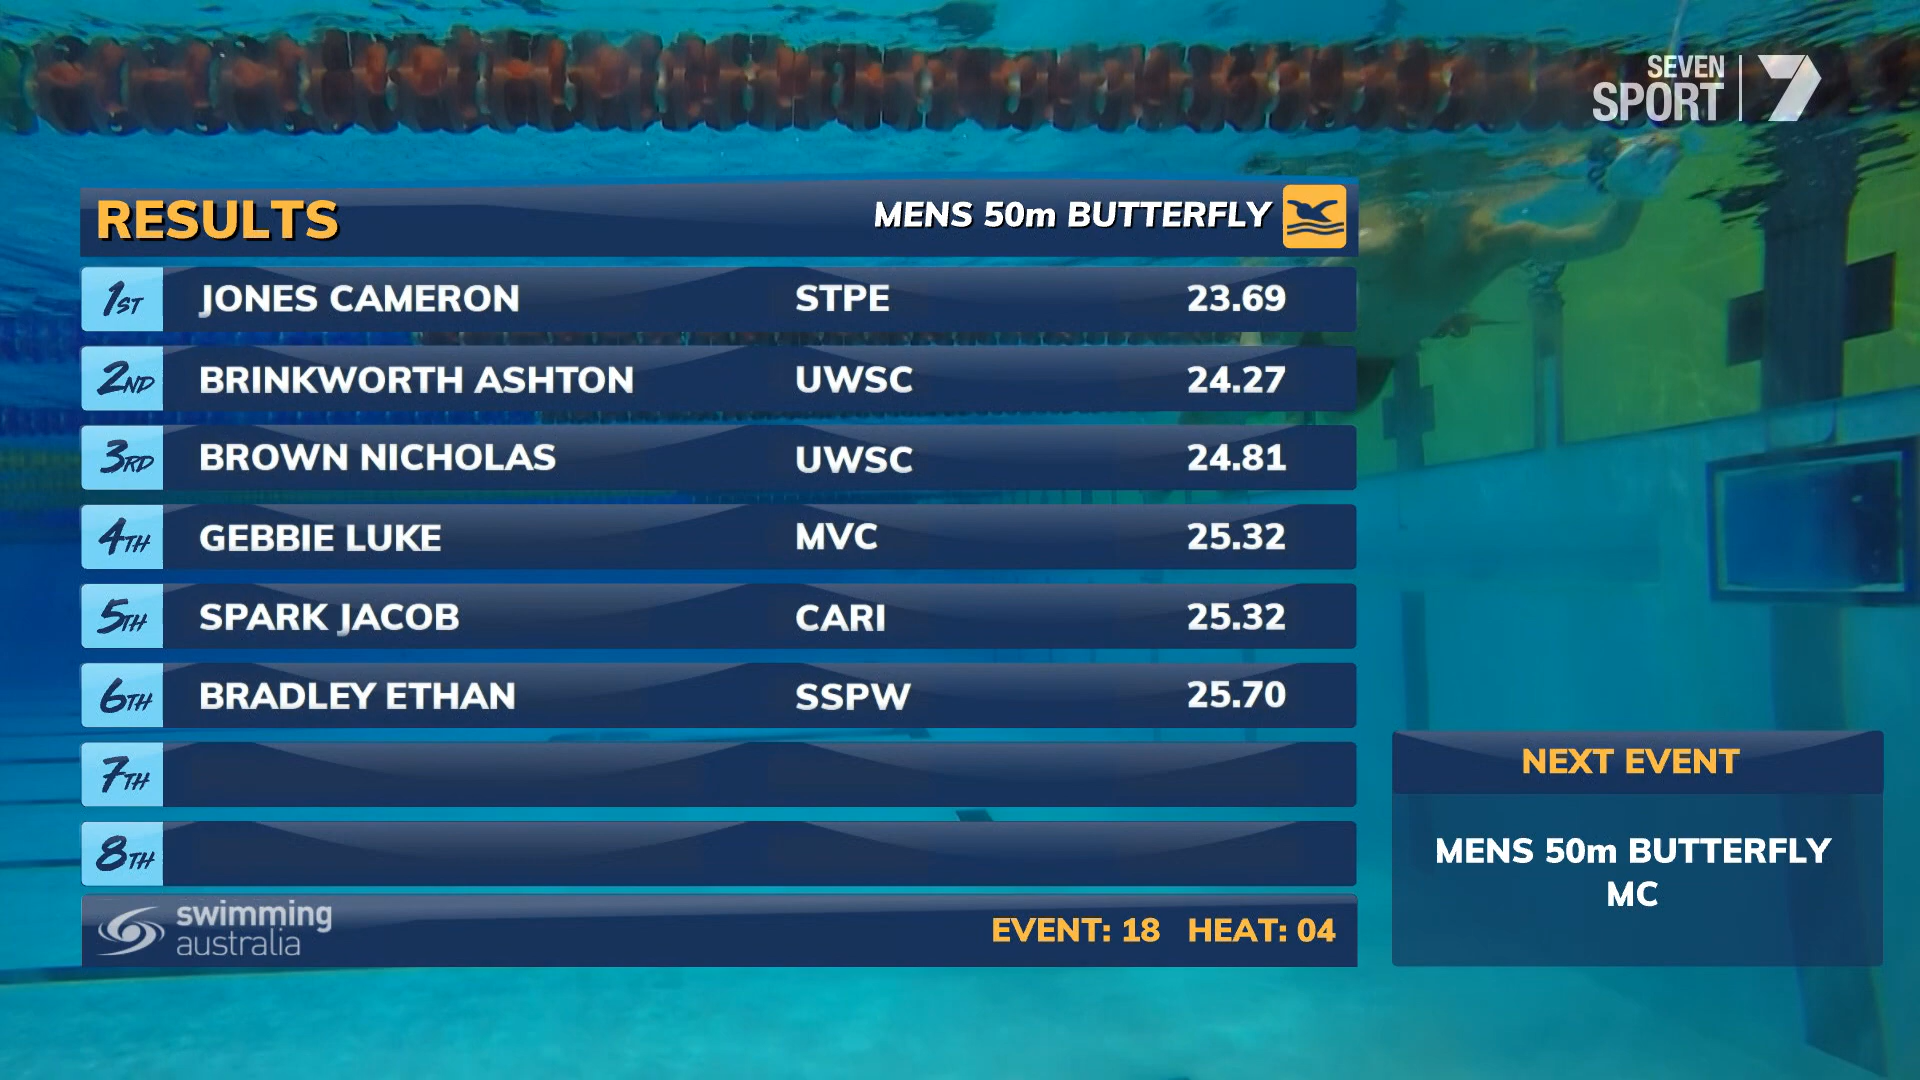 SEVEN
SPORT 7
RESULTS MENS 50m BUTTERFLY
1ST JONES CAMERON STPE 23.69
2ND BRINKWORTH ASHTON UWSC 24.27
3RD BROWN NICHOLAS UWSC 24.81
4TH GEBBIE LUKE MVC 25.32
5TH SPARK JACOB CARI 25.32
6TH BRADLEY ETHAN SSPW 25.70
7TH
8TH
swimming
australia
EVENT: 18 HEAT: 04
NEXT EVENT
MENS 50m BUTTERFLY
MC